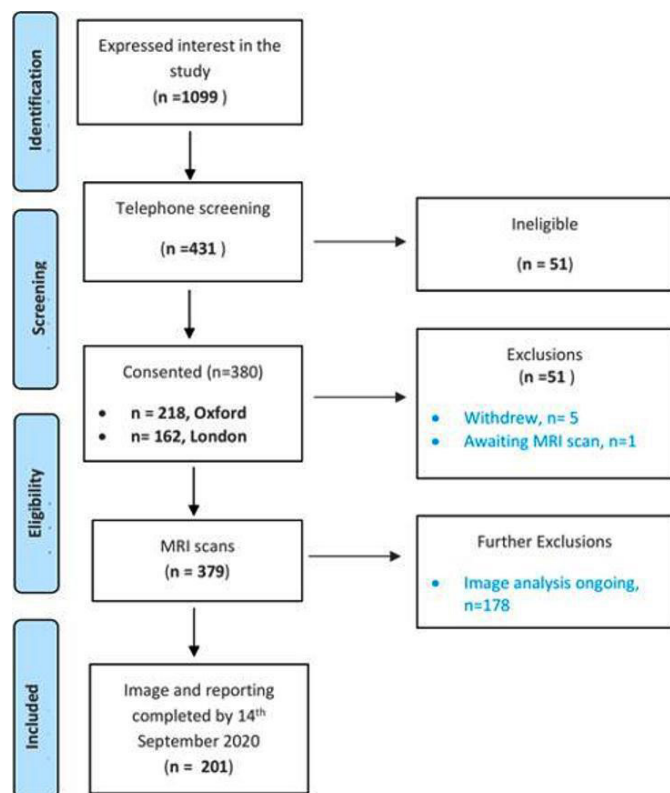 Identification
Expressed interest in the
study
(n =1099 )
Telephone screening
(n =431 )
Ineligible
(n = 51)
Screening
Consented (n=380)
• n = 218, Oxford
• n= 162, London
Exclusions
(n =51 )
• Withdrew, n= 5
• Awaiting MRI scan, n=1
Eligibility
MRI scans
(n = 379)
Further Exclusions
• Image analysis ongoing,
n=178
Included
Image and reporting
completed by 14th
September 2020
(n = 201)